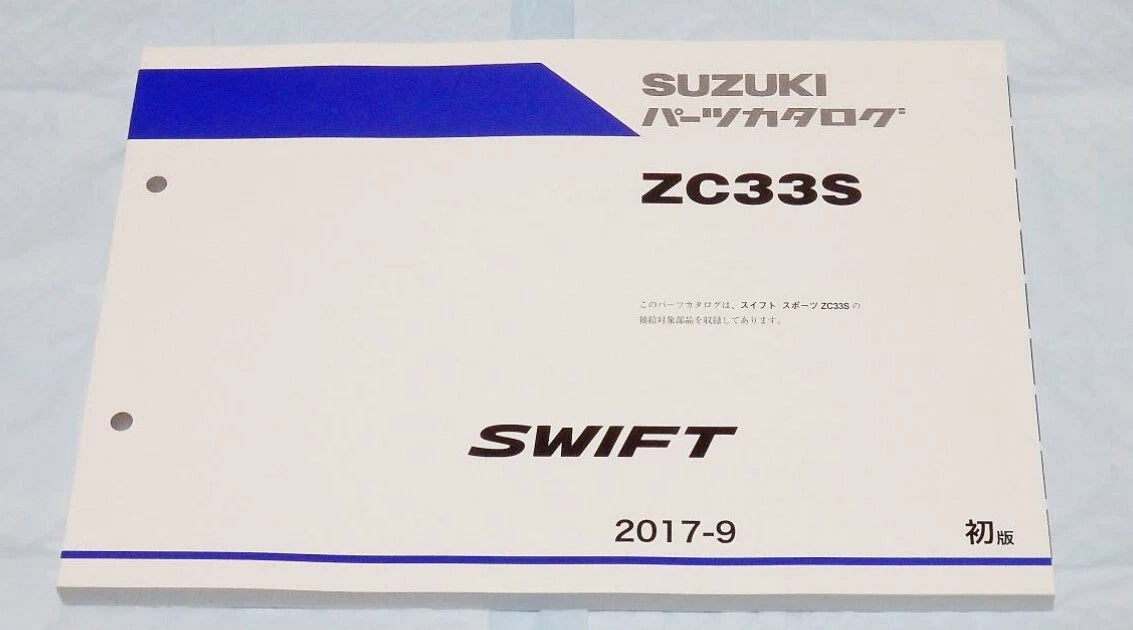 SUZUKI
パーツカタログ
ZC33S
このパーツカタログは、スイフト スポーツ ZC33S の
補給対象部品を収録してあります。
SWIFT
2017-9
初版